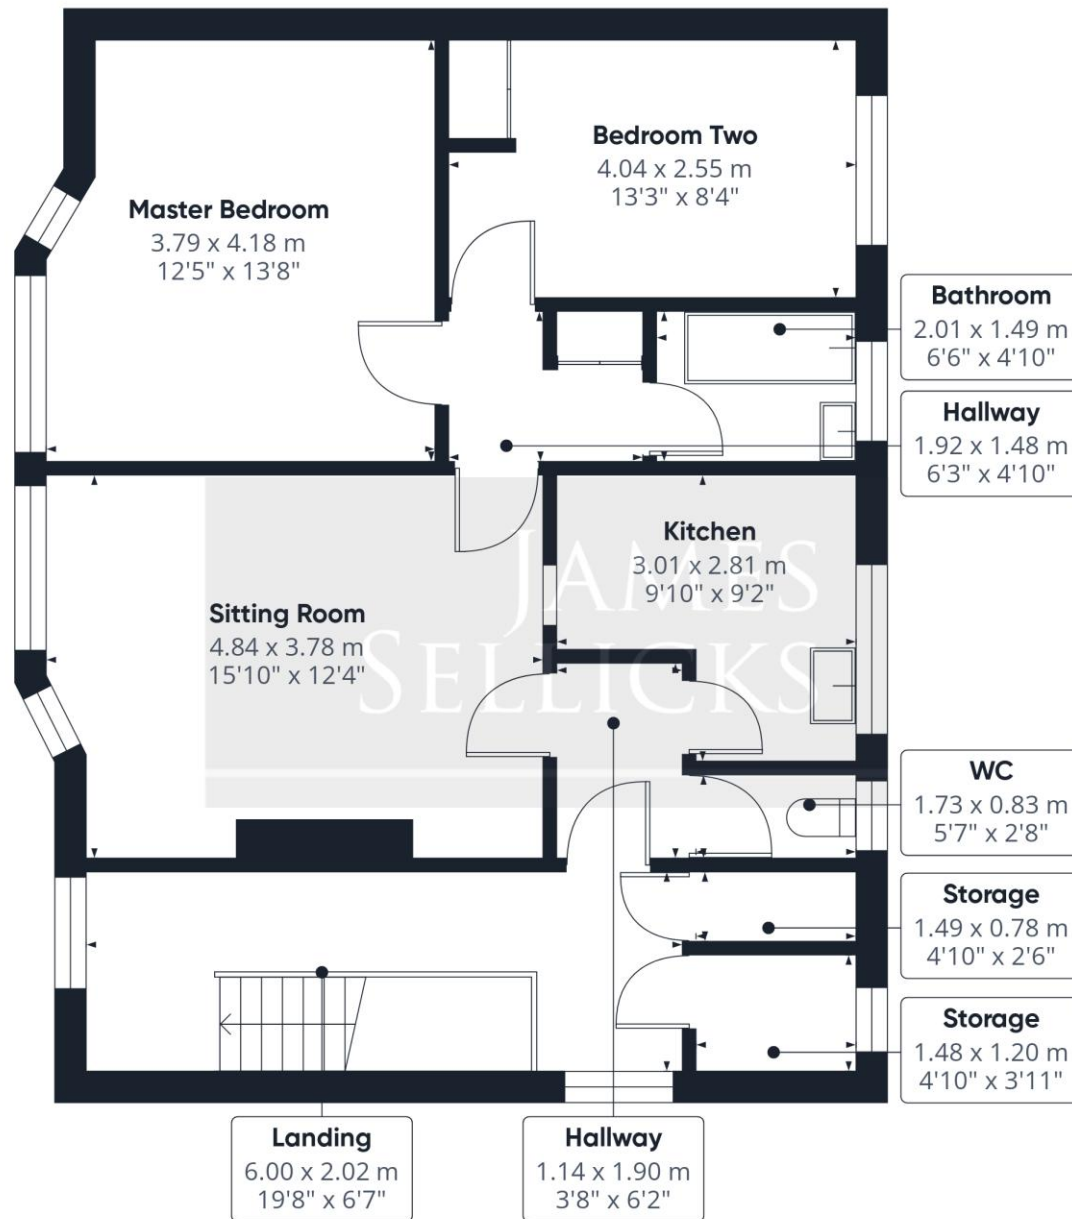 Master Bedroom
3.79 x 4.18 m
12'5" x 13'8"
Bedroom Two
4.04 x 2.55 m
13'3" x 8'4"
Bathroom
2.01 x 1.49 m
6'6" x 4'10"
Hallway
1.92 x 1.48 m
6'3" x 4'10"
Kitchen
3.01 x 2.81 m
9'10" x 9'2"
Sitting Room
4.84 x 3.78 m
15'10" x 12'4"
JAMES
SELLICKS
WC
1.73 x 0.83 m
5'7" x 2'8"
Storage
1.49 x 0.78 m
4'10" x 2'6"
Storage
1.48 x 1.20 m
4'10" x 3'11"
Landing
6.00 x 2.02 m
19'8" x 6'7"
Hallway
1.14 x 1.90 m
3'8" x 6'2"